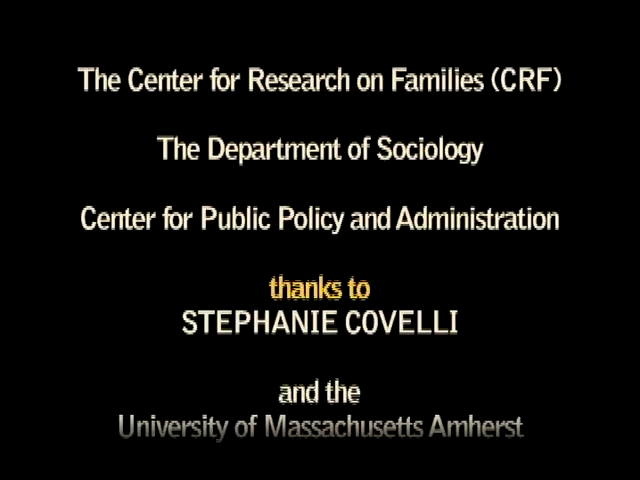 The Center for Research on Families (CRF)
The Department of Sociology
Center for Public Policy and Administration
thanks to
STEPHANIE COVELLI
and the
University of Massachusetts Amherst